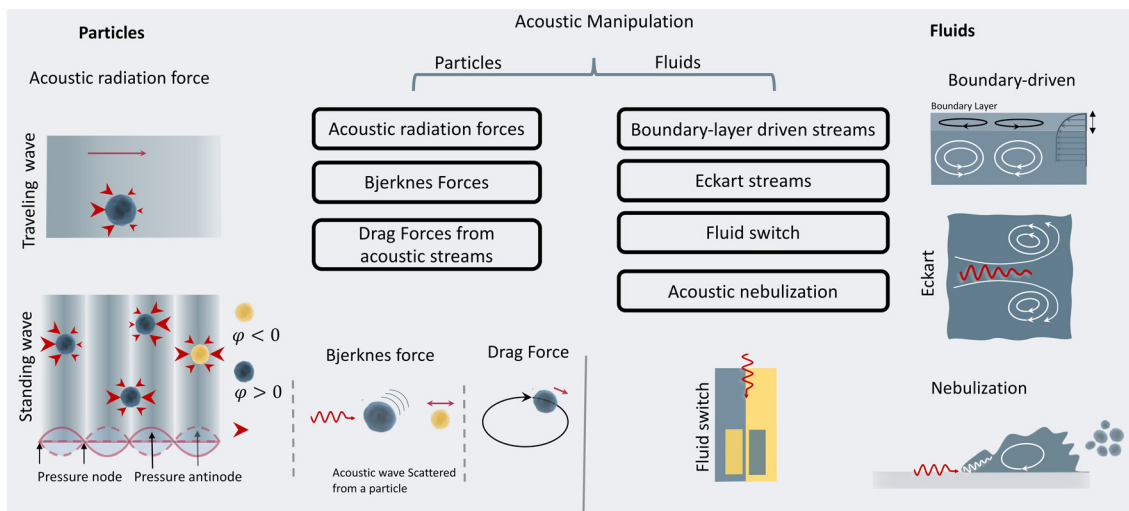 Acoustic Manipulation
Particles
Fluids
Particles
Fluids
Acoustic radiation force
Traveling wave
Standing wave
φ < 0
φ > 0
Pressure node
Pressure antinode
Acoustic radiation forces
Bjerknes Forces
Drag Forces from
acoustic streams
Boundary-layer driven streams
Eckart streams
Fluid switch
Acoustic nebulization
Bjerknes force
Acoustic wave Scattered
from a particle
Drag Force
Fluid switch
Boundary-driven
Boundary Layer
Eckart
Nebulization